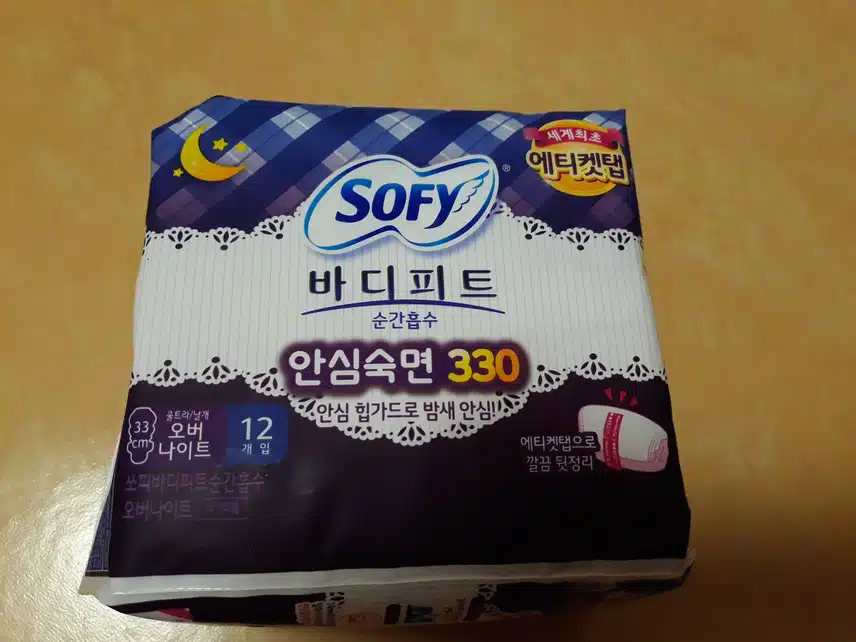 세계최초
에티켓탭
SOFY®
바디피트
순간흡수
안심숙면 330
안심 힙가드로 밤새 안심!
33
cm
울트라/날개
오버
나이트
12
개입
에티켓탭으로
깔끔 뒷정리
쏘피바디피트순간흡수
오버나이트